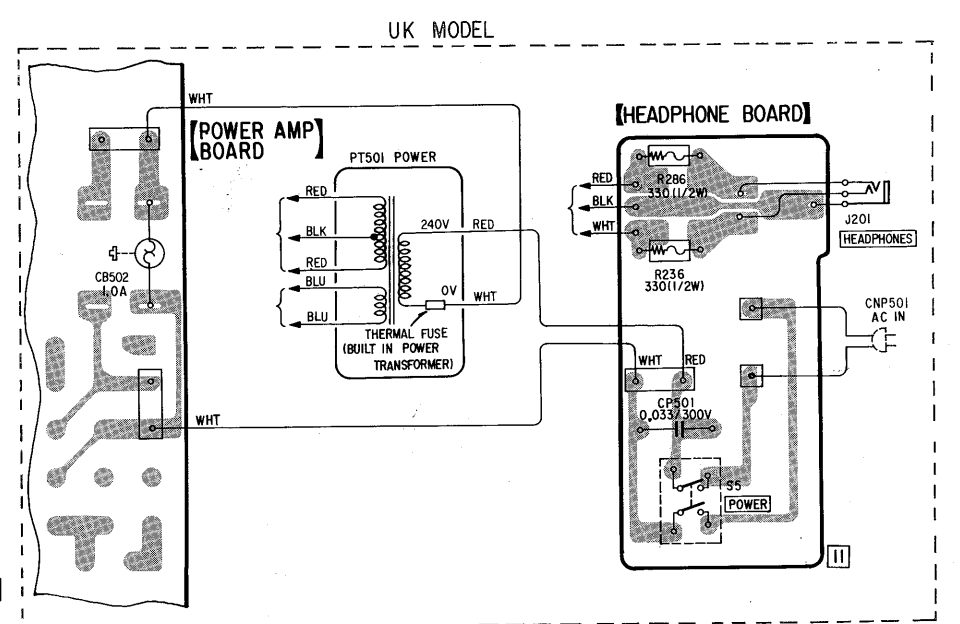 UK MODEL
WHT
【POWER AMP
BOARD】
PT501 POWER
RED
BLK
RED
BLU
BLU
240V
RED
0V
WHT
THERMAL FUSE
(BUILT IN POWER
TRANSFORMER)
CB502
1.0A
WHT
【HEADPHONE BOARD】
R286
330(1/2W)
RED
BLK
WHT
R236
330(1/2W)
J201
HEADPHONES
CNP501
AC IN
WHT
RED
CP501
0.033/300V
S5
POWER
11